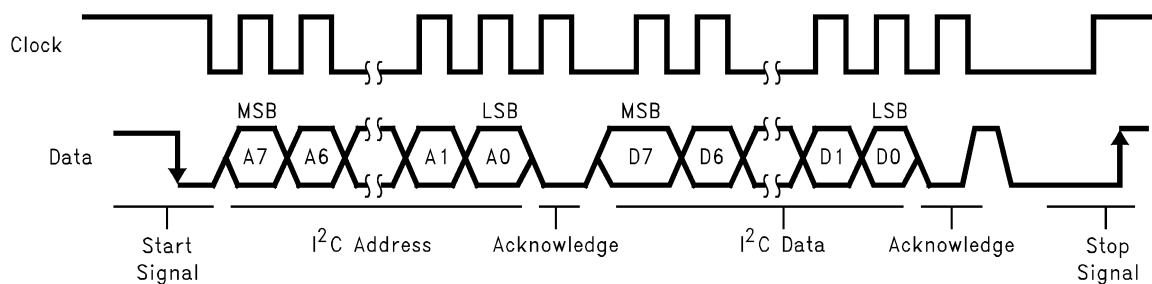 Clock
MSB LSB MSB LSB
Data A7 A6 A1 A0 D7 D6 D1 D0
Start Signal
I²C Address
Acknowledge
I²C Data
Acknowledge
Stop Signal